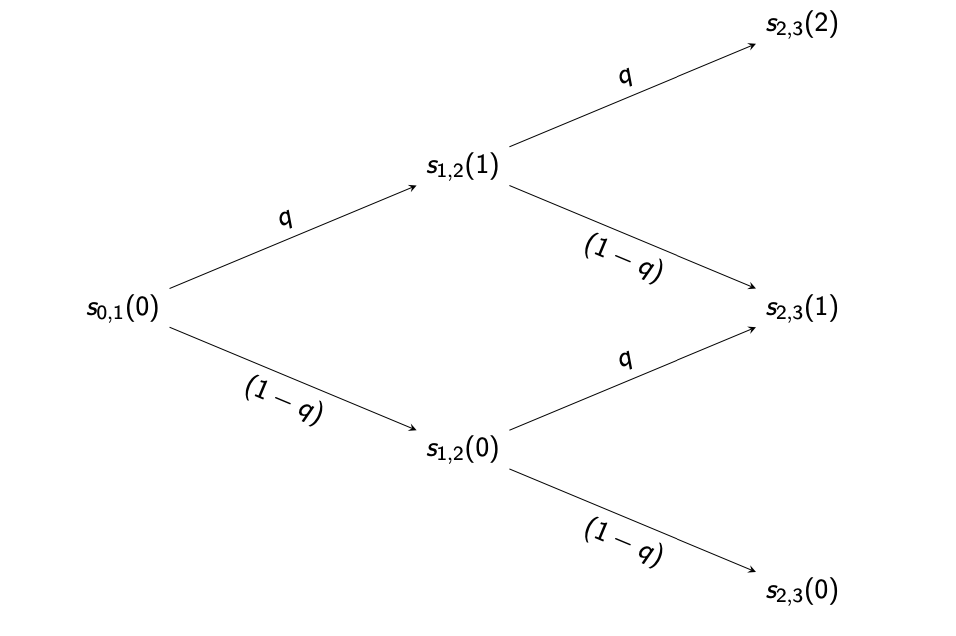 s2,3(2)
q
s1,2(1)
q
(1 − q)
s0,1(0)
s2,3(1)
q
(1 − q)
s1,2(0)
(1 − q)
s2,3(0)